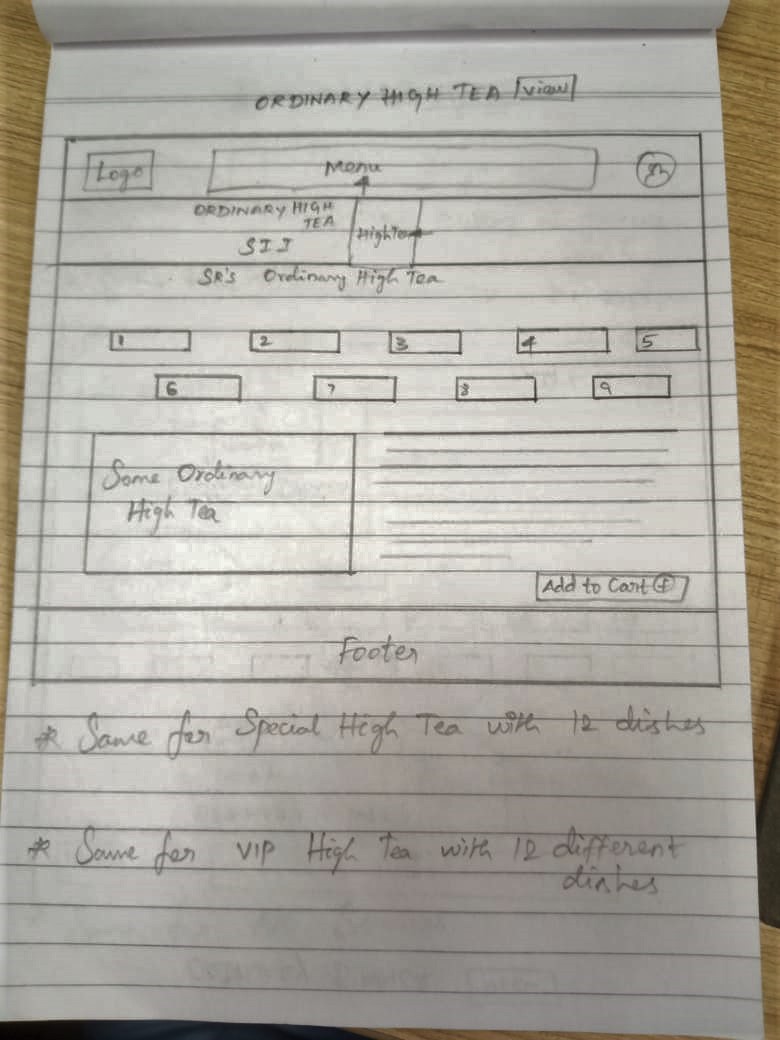 ORDINARY HIGH TEA View
Logo Menu
ORDINARY HIGH
TEA
High Tea
SR's Ordinary High Tea
1 2 3 4 5
6 7 8 9
Some Ordinary
High Tea
Add to Cart +
Footer
* Same for Special High Tea with 12 dishes
* Same for VIP High Tea with 12 different
dishes